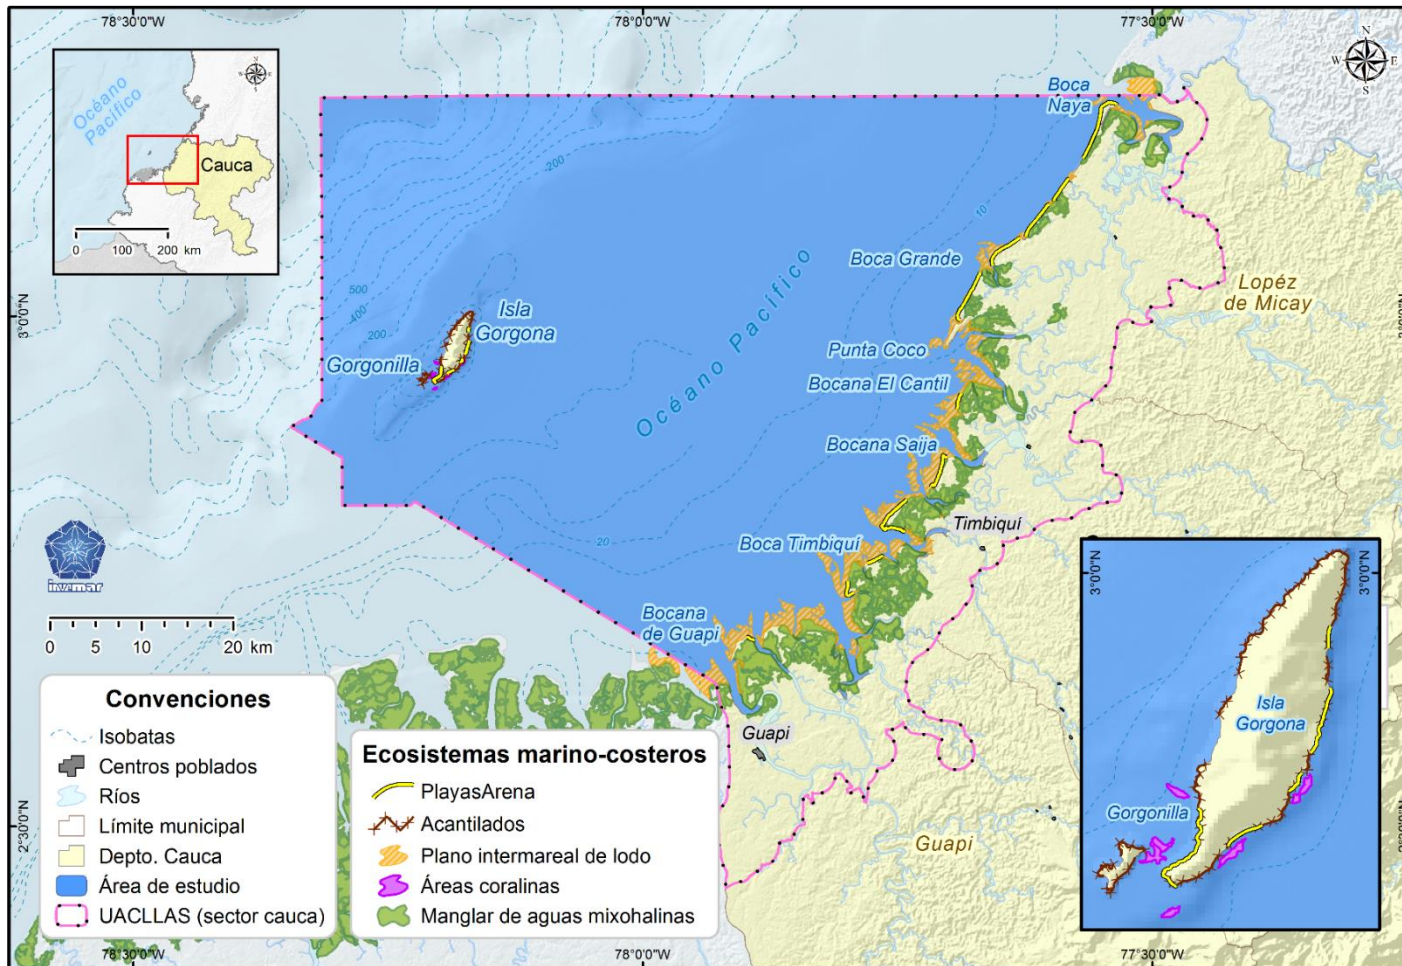 78°30'0"W
78°0'0"W
77°30'0"W
Océano
Pacífico
Cauca
0 100 200 km
N
W E
S
Boca
Naya
200
10
Boca Grande
Lopéz
de Micay
3°0'0"N
500
400
200
Isla
Gorgona
Gorgonilla
Océano Pacífico
Punta Coco
Bocana El Cantil
Bocana Saija
Timbiquí
Boca Timbiquí
20
invemar
0 5 10 20 km
Bocana
de Guapi
Guapi
Guapi
2°30'0"N
Convenciones
Isobatas
Centros poblados
Ríos
Límite municipal
Depto. Cauca
Área de estudio
UACLLAS (sector cauca)
Ecosistemas marino-costeros
PlayasArena
Acantilados
Plano intermareal de lodo
Áreas coralinas
Manglar de aguas mixohalinas
3°0'0"N
3°0'0"N
Isla
Gorgona
Gorgonilla
78°30'0"W
78°0'0"W
77°30'0"W